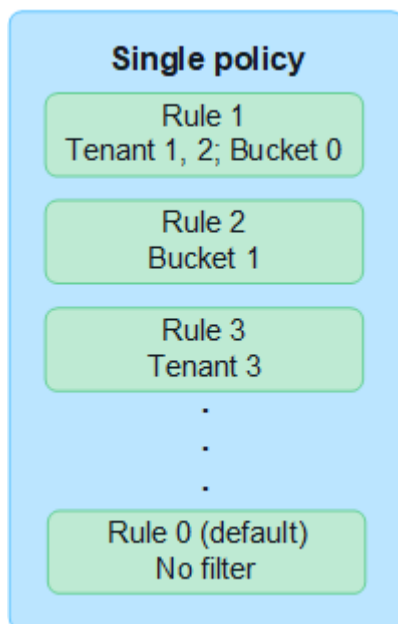 Single policy
Rule 1
Tenant 1, 2; Bucket 0
Rule 2
Bucket 1
Rule 3
Tenant 3
.
.
.
Rule 0 (default)
No filter